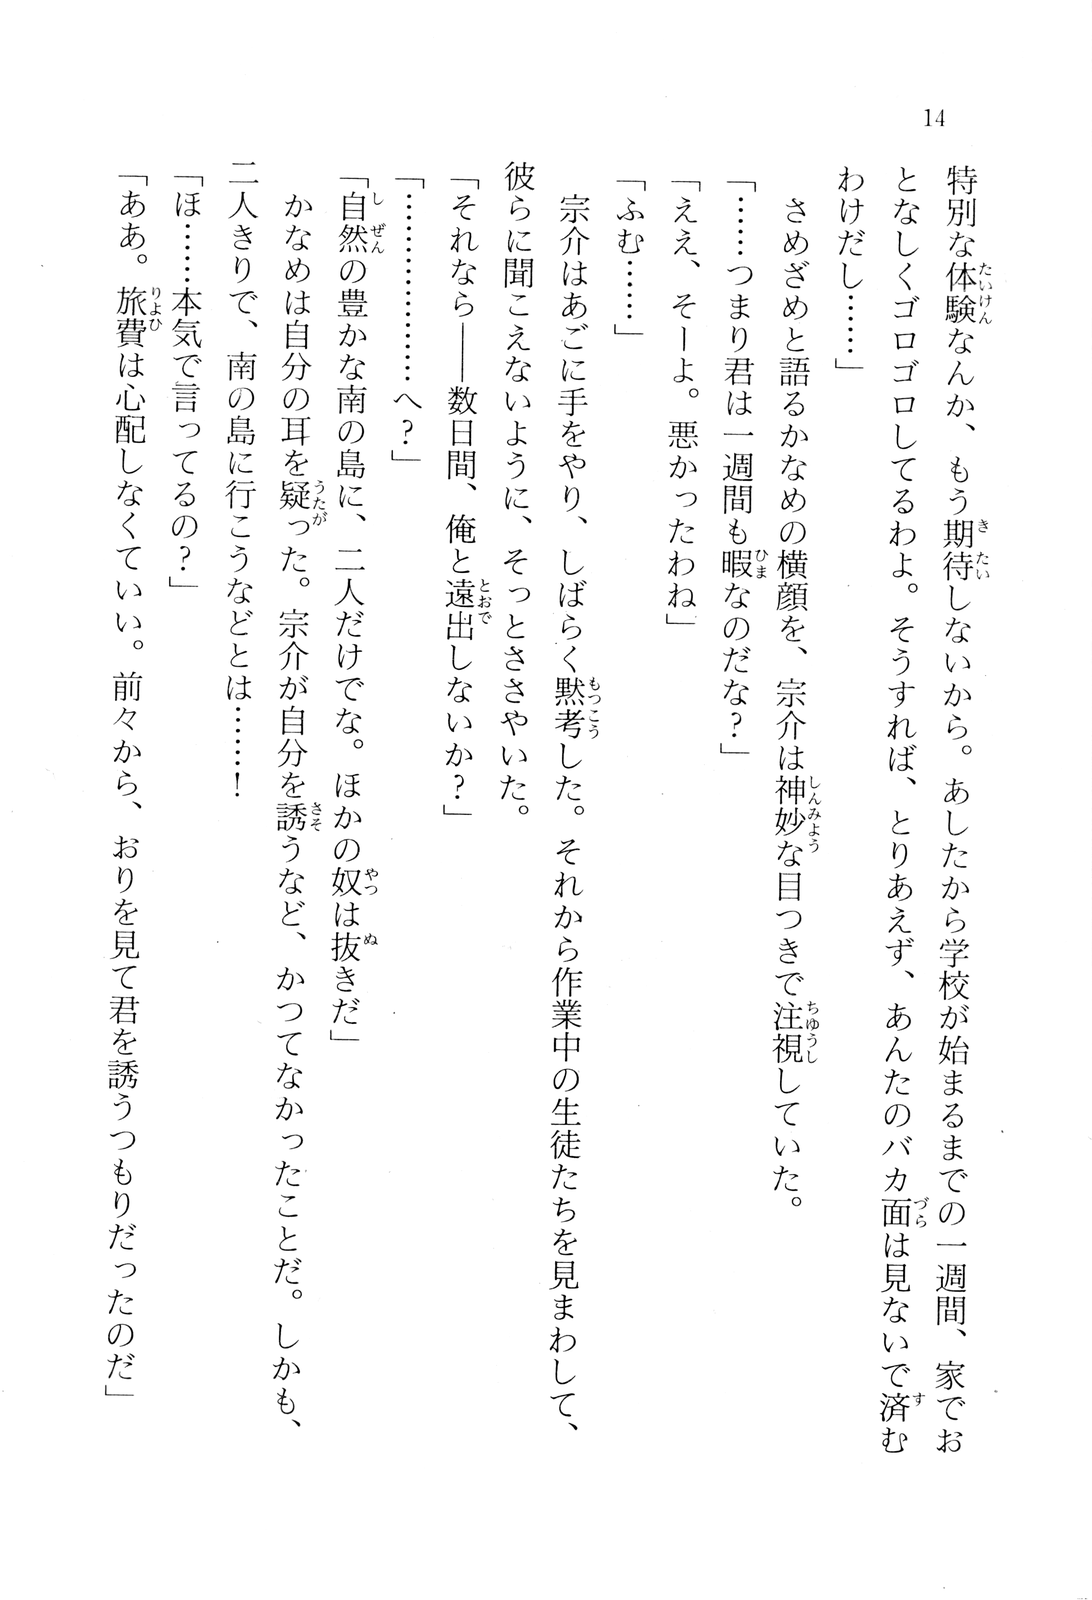 14
特別な体験なんか、もう期待しないから。あしたから学校が始まるまでの一週間、家でお
となしくゴロゴロしてるわよ。そうすれば、とりあえず、あんたのバカ面は見ないで済む
わけだし……」
さめざめと語るかなめの横顔を、宗介は神妙な目つきで注視していた。
「……つまり君は一週間も暇なのだな？」
「ええ、そーよ。悪かったわね」
「ふむ……」
宗介はあごに手をやり、しばらく黙考した。それから作業中の生徒たちを見まわして、
彼らに聞こえないように、そっとささやいた。
「それなら――数日間、俺と遠出しないか？」
「………………へ？」
「自然の豊かな南の島に、二人だけでな。ほかの奴は抜きだ」
かなめは自分の耳を疑った。宗介が自分を誘うなど、かつてなかったことだ。しかも、
二人きりで、南の島に行こうなどとは……！
「ほ……本気で言ってるの？」
「ああ。旅費は心配しなくていい。前々から、おりを見て君を誘うつもりだったのだ」